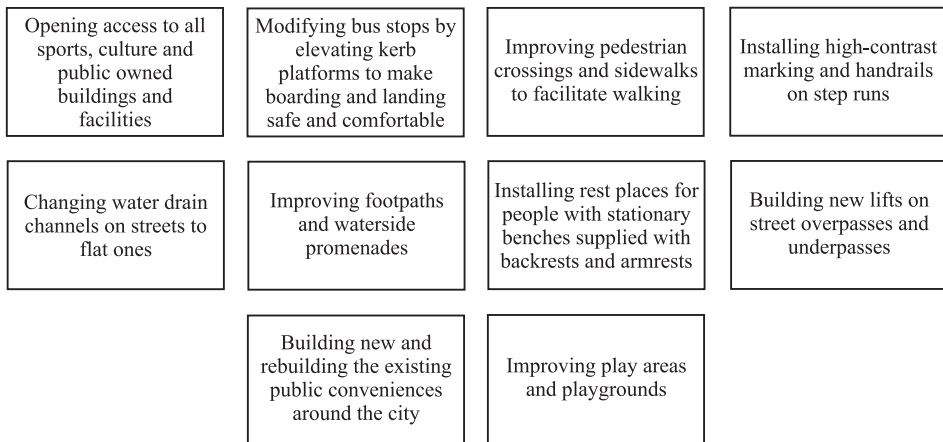 Opening access to all
sports, culture and
public owned
buildings and
facilities
Modifying bus stops by
elevating kerb
platforms to make
boarding and landing
safe and comfortable
Improving pedestrian
crossings and sidewalks
to facilitate walking
Installing high-contrast
marking and handrails
on step runs
Changing water drain
channels on streets to
flat ones
Improving footpaths
and waterside
promenades
Installing rest places for
people with stationary
benches supplied with
backrests and armrests
Building new lifts on
street overpasses and
underpasses
Building new and
rebuilding the existing
public conveniences
around the city
Improving play areas
and playgrounds